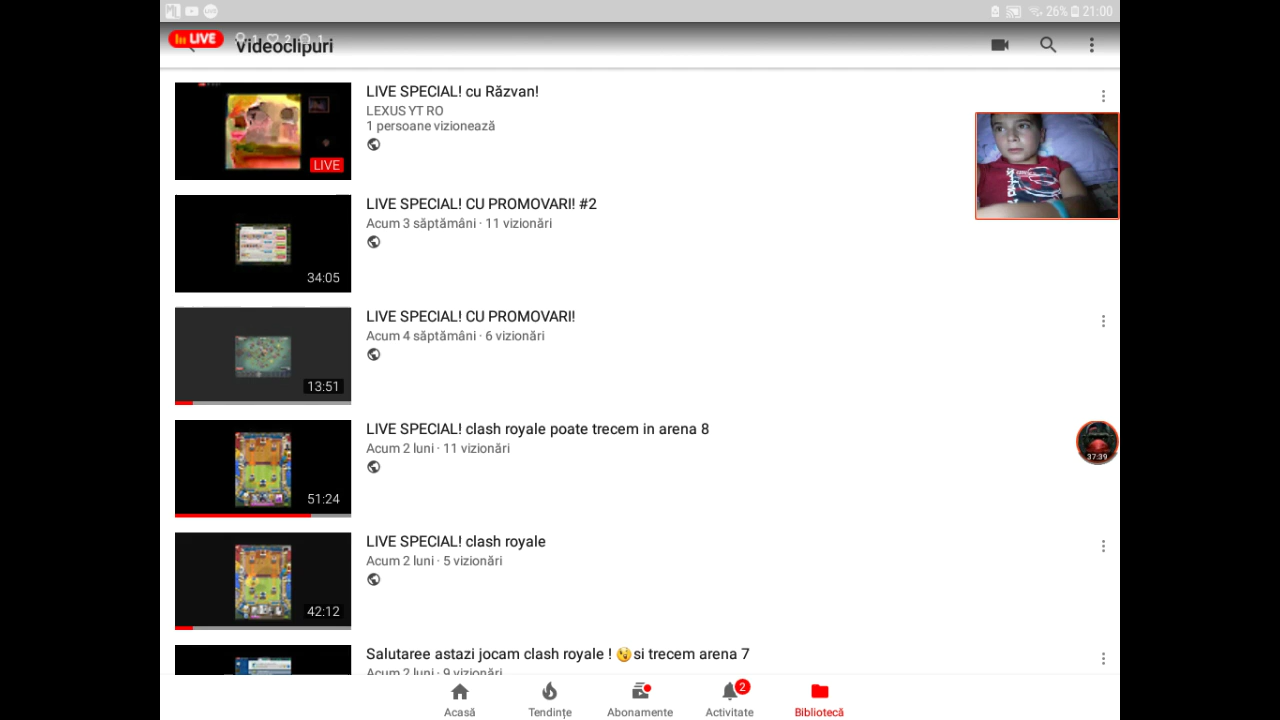 26% 21:00
LIVE 1 2 1
Videoclipuri
LIVE SPECIAL! cu Răzvan!
LEXUS YT RO
1 persoane vizionează
LIVE
LIVE SPECIAL! CU PROMOVARI! #2
Acum 3 săptămâni · 11 vizionări
34:05
LIVE SPECIAL! CU PROMOVARI!
Acum 4 săptămâni · 6 vizionări
13:51
LIVE SPECIAL! clash royale poate trecem in arena 8
Acum 2 luni · 11 vizionări
37:39
51:24
LIVE SPECIAL! clash royale
Acum 2 luni · 5 vizionări
42:12
Salutaree astazi jocam clash royale ! 😜 si trecem arena 7
Acum 2 luni · 9 vizionări
2
Acasă Tendințe Abonamente Activitate Bibliotecă